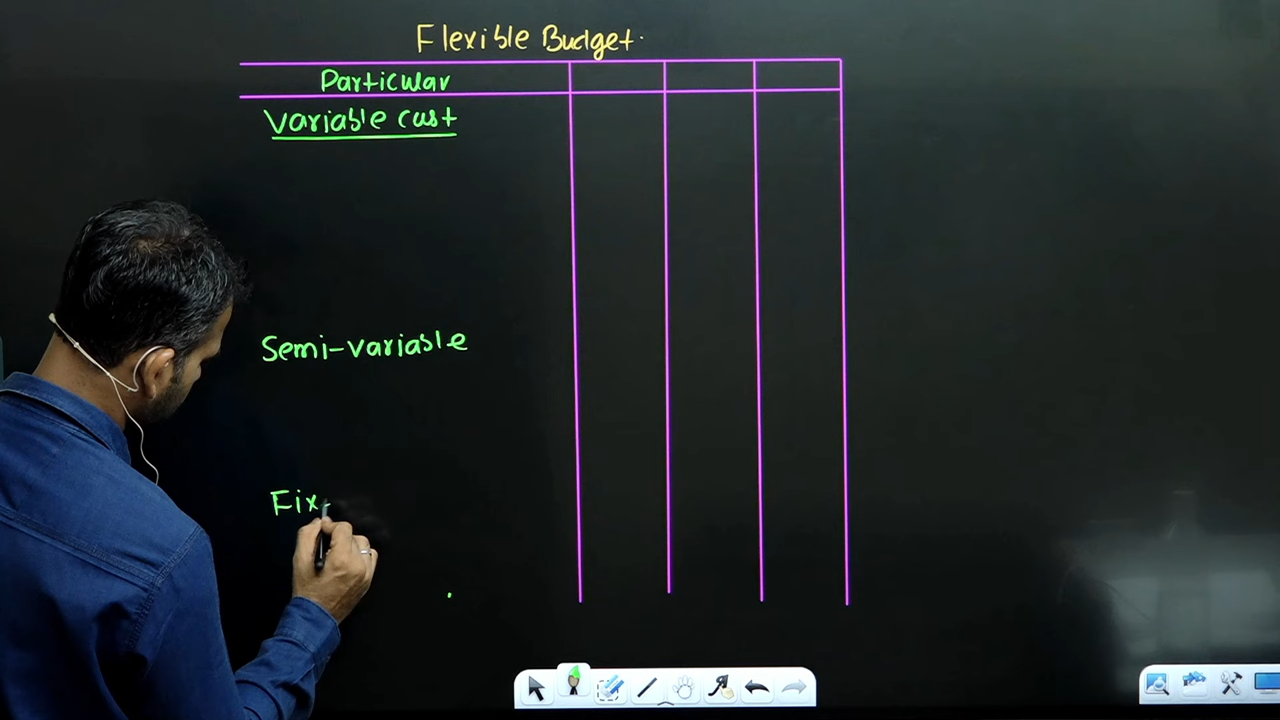 Flexible Budget.
Particular
Variable cost
Semi-variable
Fix